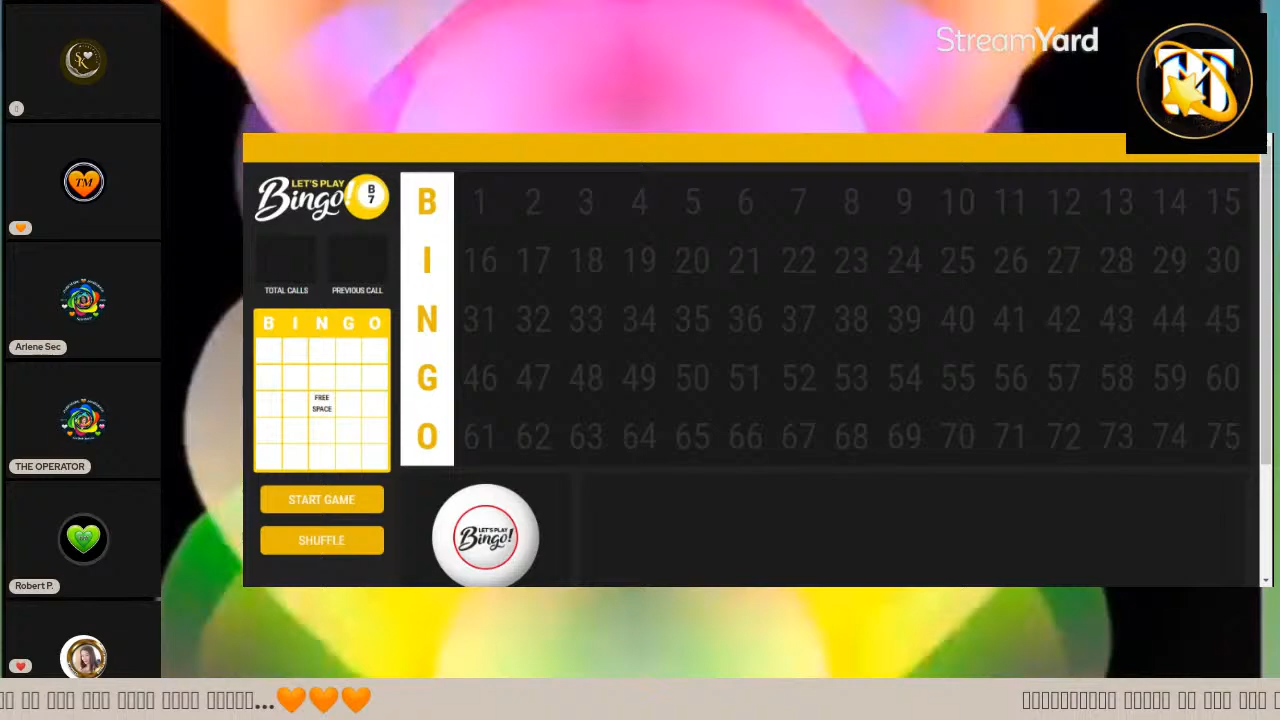 StreamYard
SK
TM
Arlene Sec
THE OPERATOR
Robert P.
LET'S PLAY
Bingo!
B
7
TOTAL CALLS
PREVIOUS CALL
B I N G O
FREE
SPACE
START GAME
SHUFFLE
B 1 2 3 4 5 6 7 8 9 10 11 12 13 14 15
I 16 17 18 19 20 21 22 23 24 25 26 27 28 29 30
N 31 32 33 34 35 36 37 38 39 40 41 42 43 44 45
G 46 47 48 49 50 51 52 53 54 55 56 57 58 59 60
O 61 62 63 64 65 66 67 68 69 70 71 72 73 74 75
LET'S PLAY
Bingo!